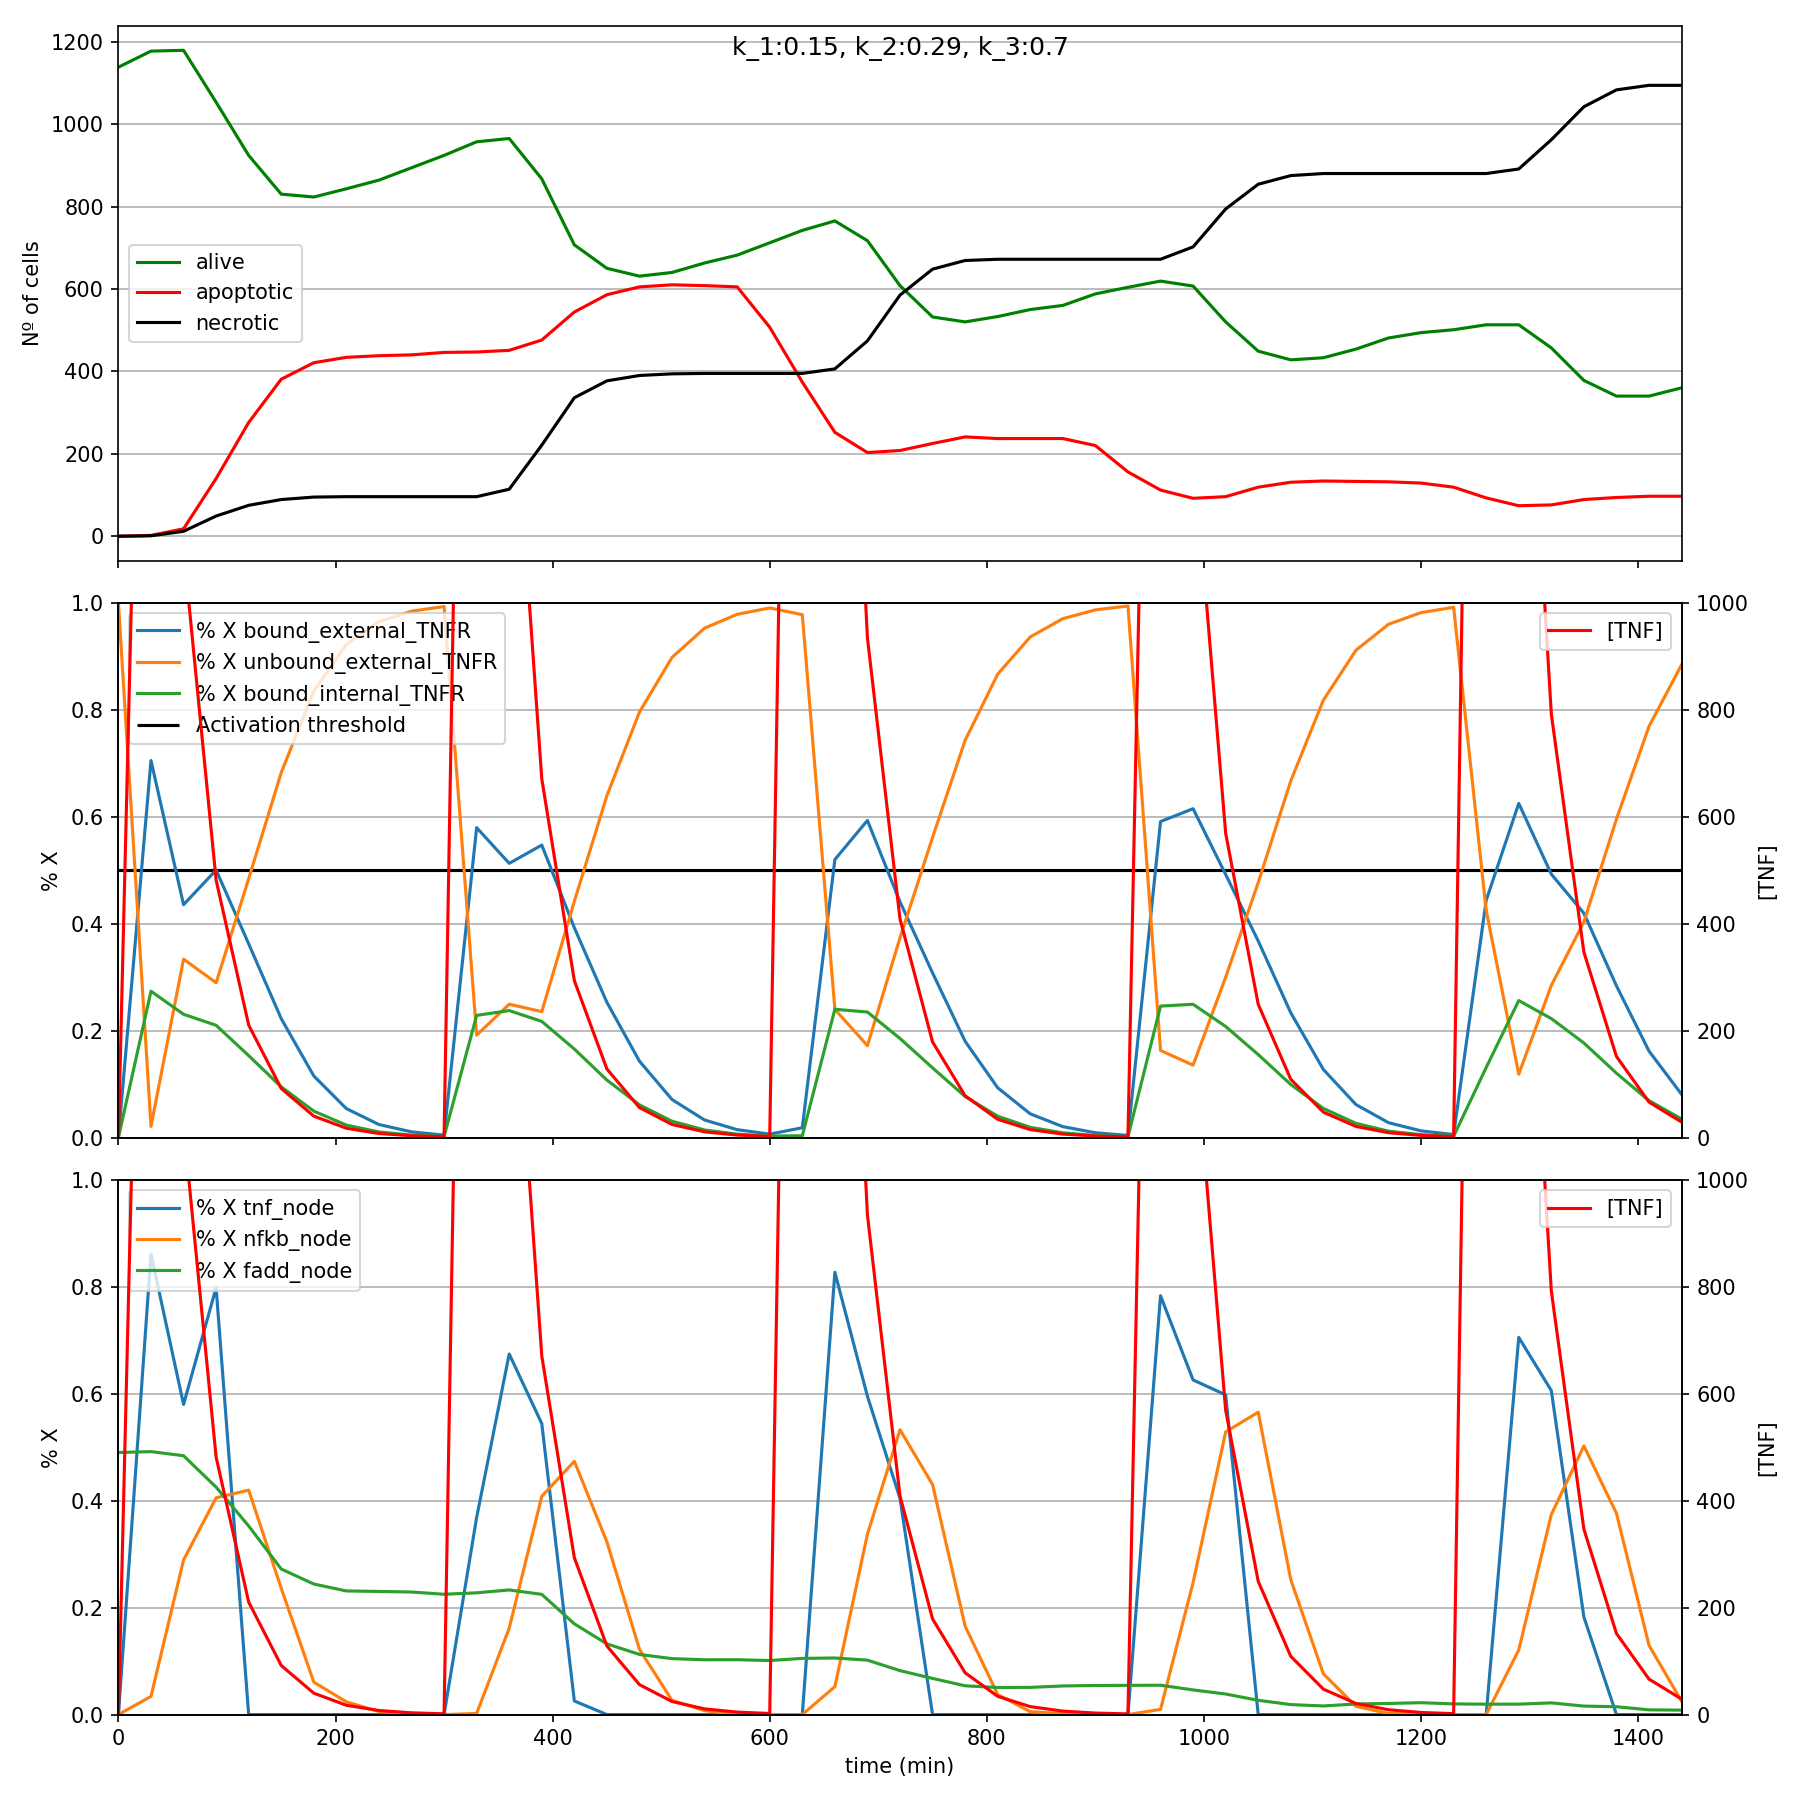 k_1:0.15, k_2:0.29, k_3:0.7
1200
1000
800
600
400
200
0
Nº of cells
alive
apoptotic
necrotic
1.0
0.8
0.6
0.4
0.2
0.0
% X
% X bound_external_TNFR
% X unbound_external_TNFR
% X bound_internal_TNFR
Activation threshold
[TNF]
1000
800
600
400
200
0
[TNF]
1.0
0.8
0.6
0.4
0.2
0.0
% X
% X tnf_node
% X nfkb_node
% X fadd_node
[TNF]
1000
800
600
400
200
0
[TNF]
0 200 400 600 800 1000 1200 1400
time (min)